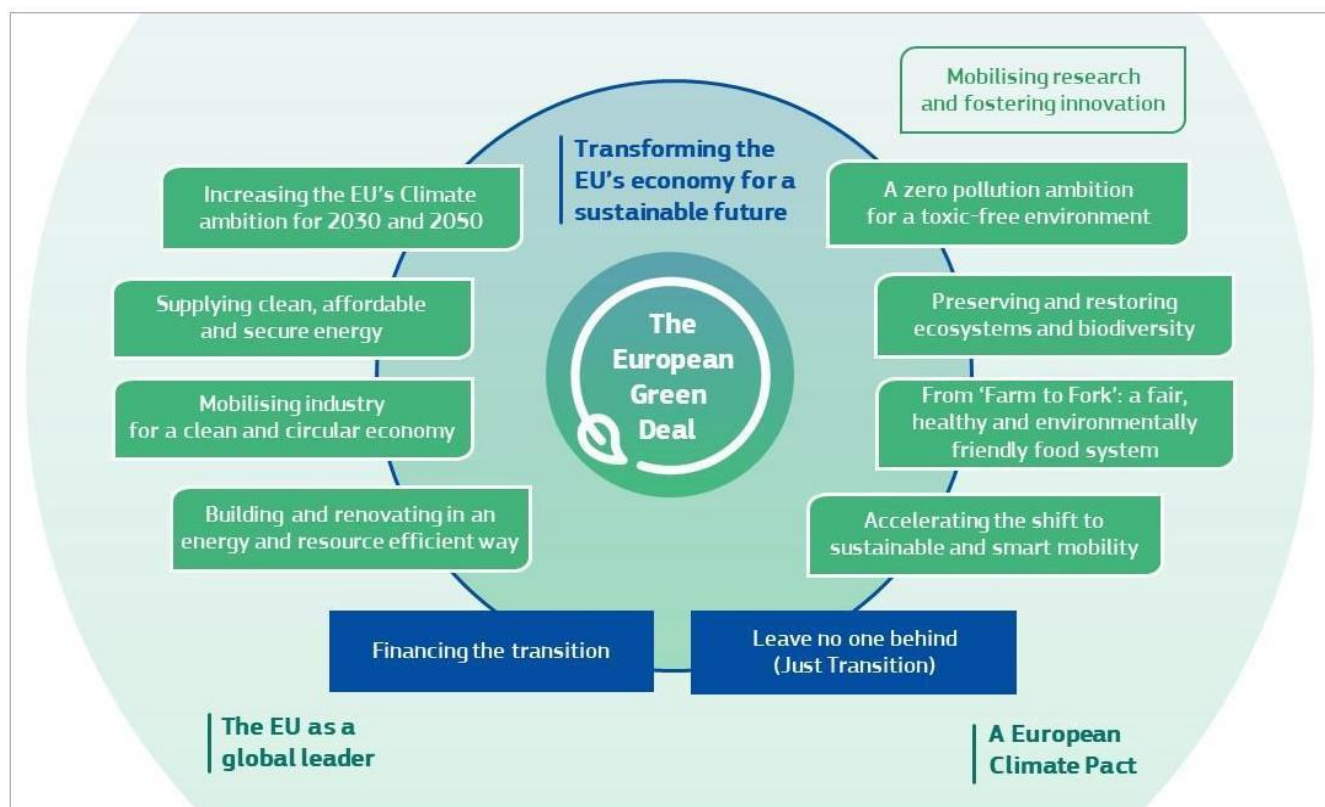 Mobilising research
and fostering innovation
Transforming the
EU's economy for a
sustainable future
Increasing the EU’s Climate
ambition for 2030 and 2050
A zero pollution ambition
for a toxic-free environment
Supplying clean, affordable
and secure energy
Preserving and restoring
ecosystems and biodiversity
The
European
Green
Deal
Mobilising industry
for a clean and circular economy
From ‘Farm to Fork’: a fair,
healthy and environmentally
friendly food system
Building and renovating in an
energy and resource efficient way
Accelerating the shift to
sustainable and smart mobility
Financing the transition
Leave no one behind
(Just Transition)
The EU as a
global leader
A European
Climate Pact